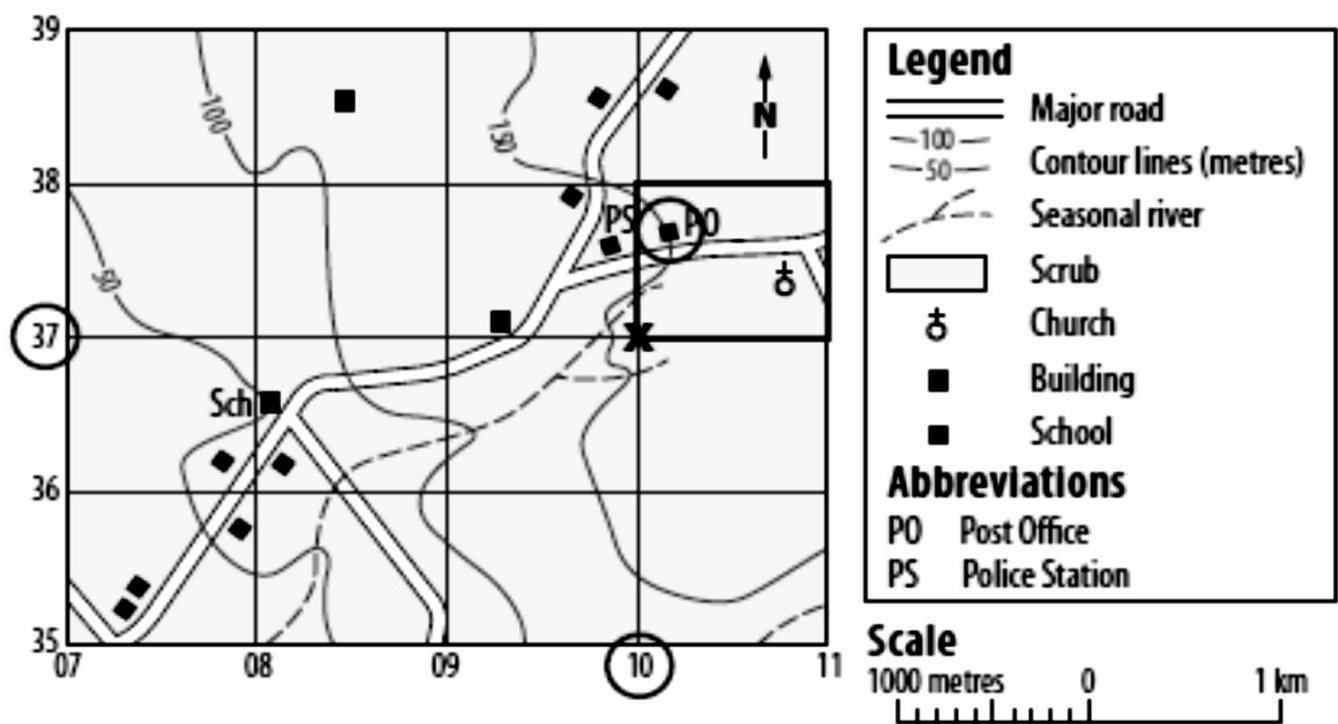 39
38
37
36
35
07
08
09
10
11
100
150
50
N
PS
PO
X
Sch
Legend
Major road
100
50
Contour lines (metres)
Seasonal river
Scrub
Church
Building
School
Abbreviations
PO Post Office
PS Police Station
Scale
1000 metres 0 1 km